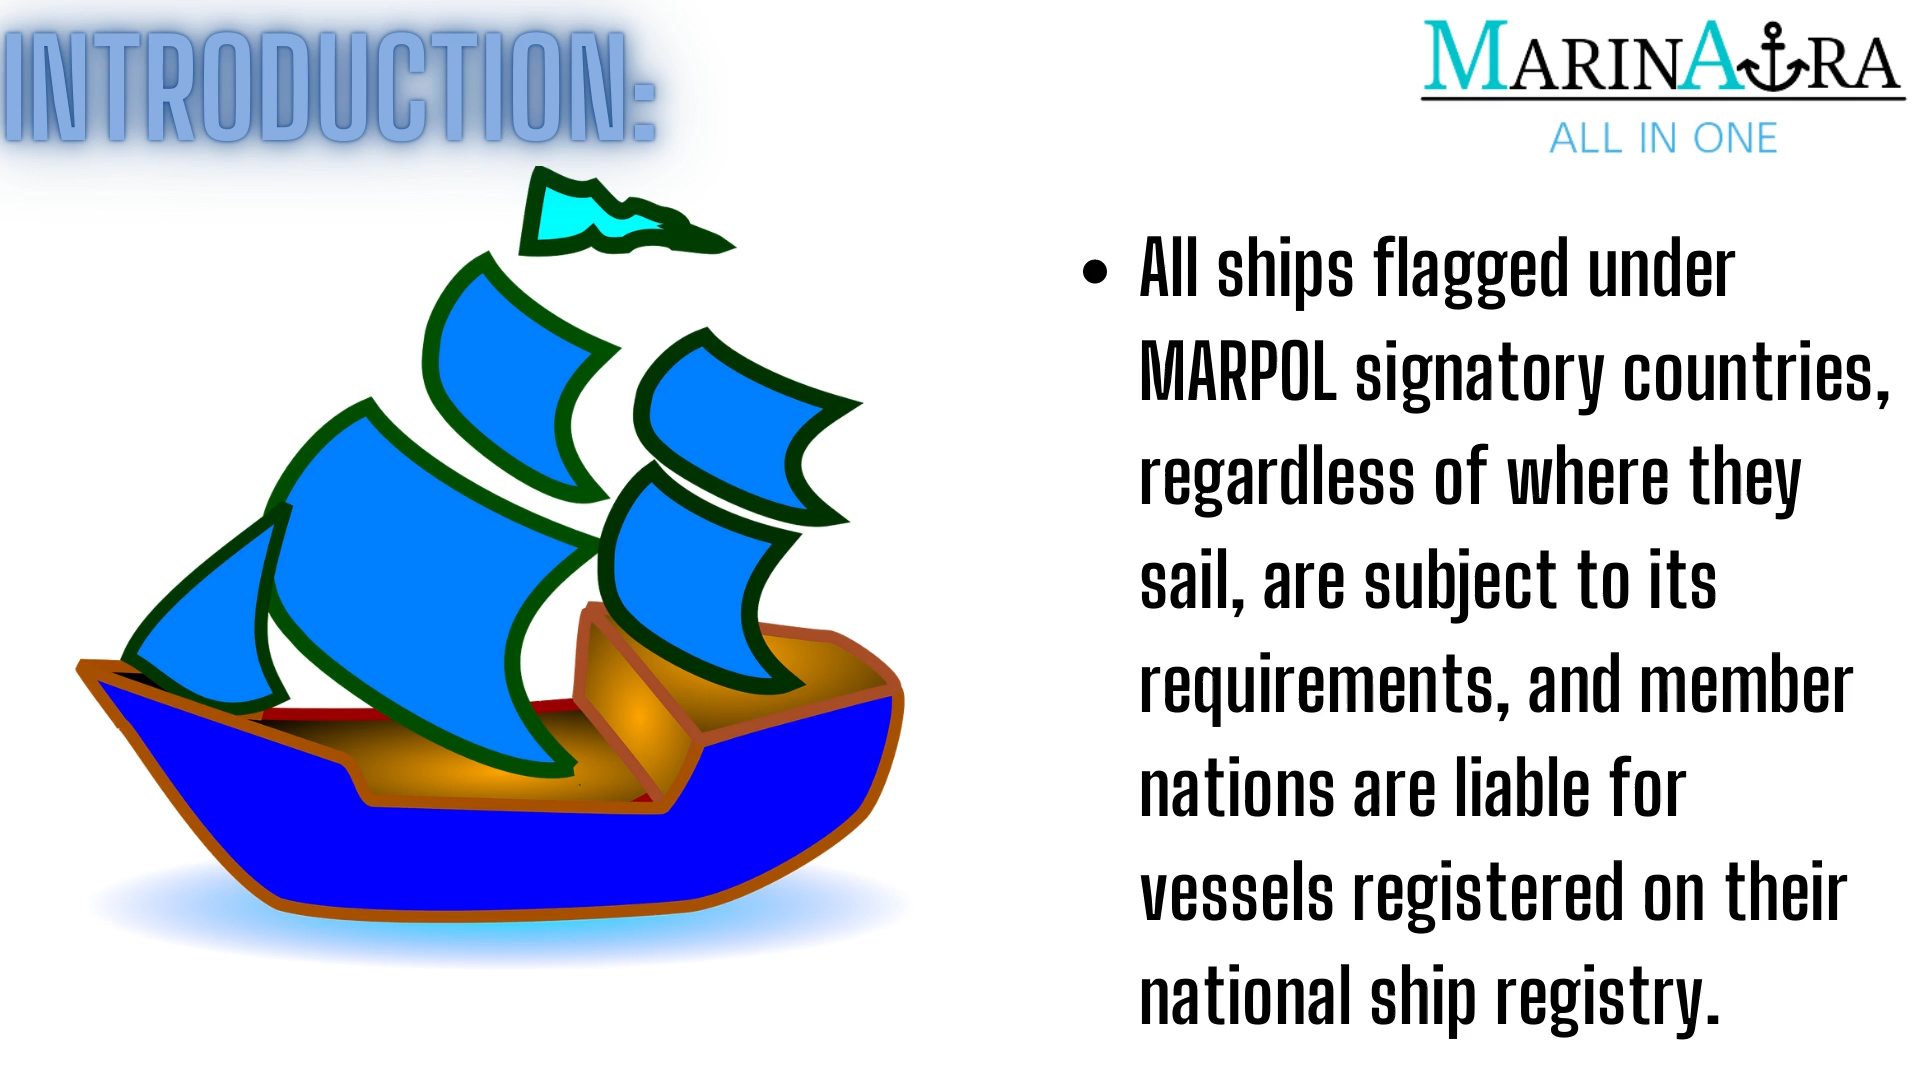 INTRODUCTION:
MARINAURA
ALL IN ONE
• All ships flagged under
MARPOL signatory countries,
regardless of where they
sail, are subject to its
requirements, and member
nations are liable for
vessels registered on their
national ship registry.